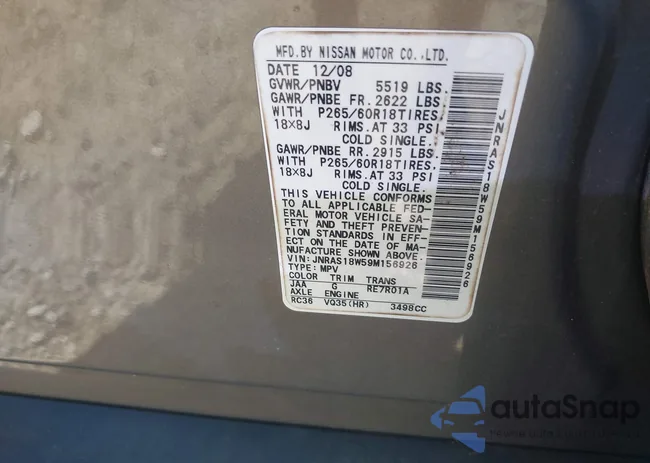 MFD.BY NISSAN MOTOR CO.,LTD.
DATE 12/08
GVWR/PNBV 5519 LBS.
GAWR/PNBE FR. 2622 LBS.
WITH P265/60R18TIRES.
18X8J RIMS.AT 33 PSI
COLD SINGLE.
GAWR/PNBE RR. 2915 LBS.
WITH P265/60R18TIRES.
18X8J RIMS.AT 33 PSI
COLD SINGLE.
THIS VEHICLE CONFORMS
TO ALL APPLICABLE FED-
ERAL MOTOR VEHICLE SA-
FETY AND THEFT PREVEN-
TION STANDARDS IN EFF-
ECT ON THE DATE OF MA-
NUFACTURE SHOWN ABOVE.
VIN: JNRAS18W59M156926
TYPE: MPV
COLOR TRIM TRANS
JAA G RE7R01A
AXLE ENGINE
RC36 VQ35(HR) 3498CC
JNRAS18W59M156926
autoSnap